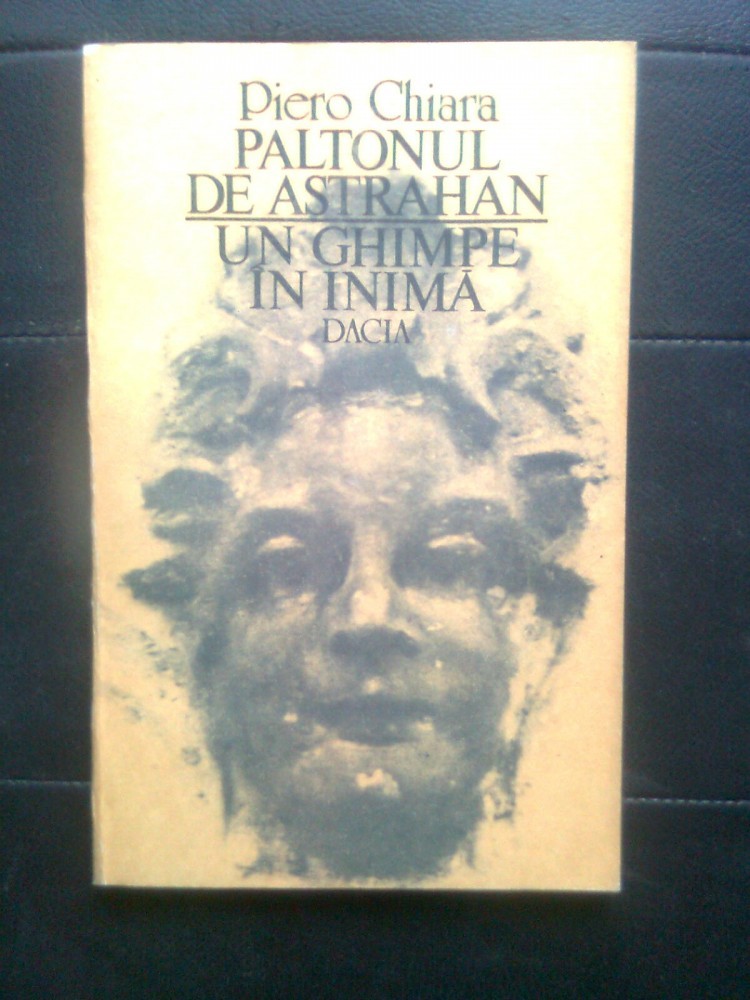 Piero Chiara
PALTONUL
DE ASTRAHAN
UN GHIMPE
ÎN INIMĂ
DACIA